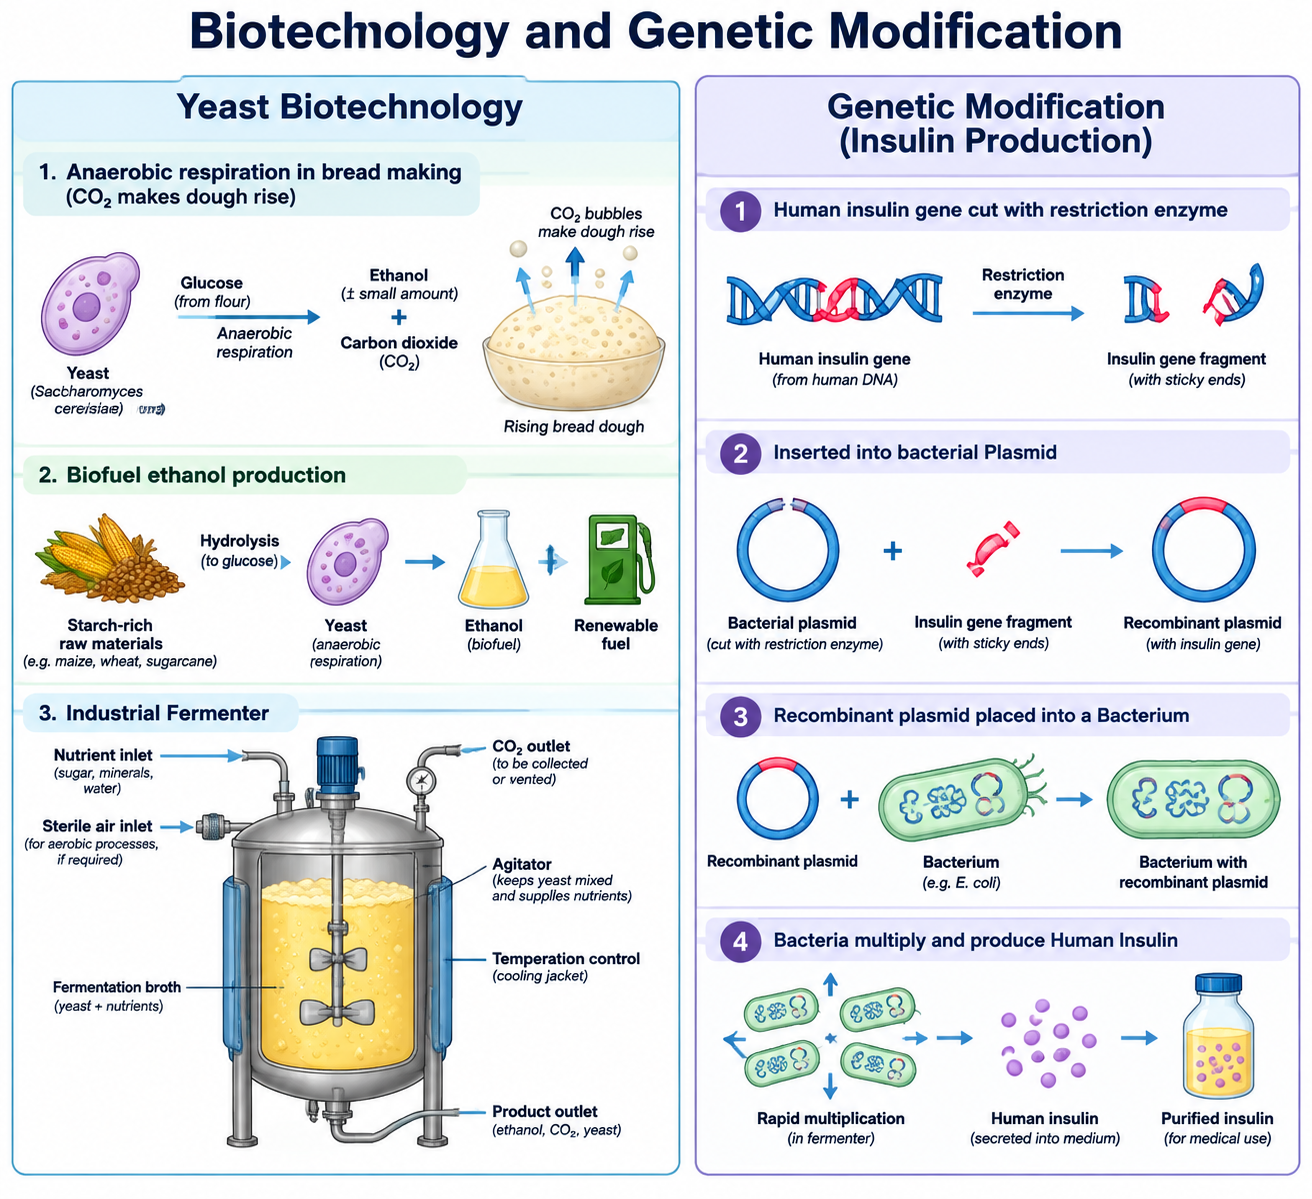 Biotechnology and Genetic Modification
Yeast Biotechnology
1. Anaerobic respiration in bread making
(CO₂ makes dough rise)
CO₂ bubbles
make dough rise
Glucose
(from flour)
Anaerobic
respiration
Ethanol
(± small amount)
+
Carbon dioxide
(CO₂)
Yeast
(Sacbharomyces
Rising bread dough
2. Biofuel ethanol production
Hydrolysis
(to glucose)
Starch-rich
raw materials
(e.g. maize, wheat, sugarcane)
Yeast
(anaerobic
respiration)
Ethanol
(biofuel)
Renewable
fuel
3. Industrial Fermenter
Nutrient inlet
(sugar, minerals,
water)
Sterile air inlet
(for aerobic processes,
if required)
Fermentation broth
(yeast + nutrients)
CO₂ outlet
(to be collected
or vented)
Agitator
(keeps yeast mixed
and supplles nutrients)
Temperation control
(cooling jacket)
Product outlet
(ethanol, CO₂, yeast)
Genetic Modification
(Insulin Production)
1 Human insulin gene cut with restriction enzyme
Restriction
enzyme
Human insulin gene
(from human DNA)
Insulin gene fragment
(with sticky ends)
2 Inserted into bacterial Plasmid
+
Bacterial plasmid
(cut with restriction enzyme)
Insulin gene fragment
(with sticky ends)
Recombinant plasmid
(with insulin gene)
3 Recombinant plasmid placed into a Bacterium
+
Recombinant plasmid
Bacterium
(e.g. E. coli)
Bacterium with
recombinant plasmid
4 Bacteria multiply and produce Human Insulin
Rapid multiplication
(in fermenter)
Human insulin
(secreted into medium)
Purified insulin
(for medical use)